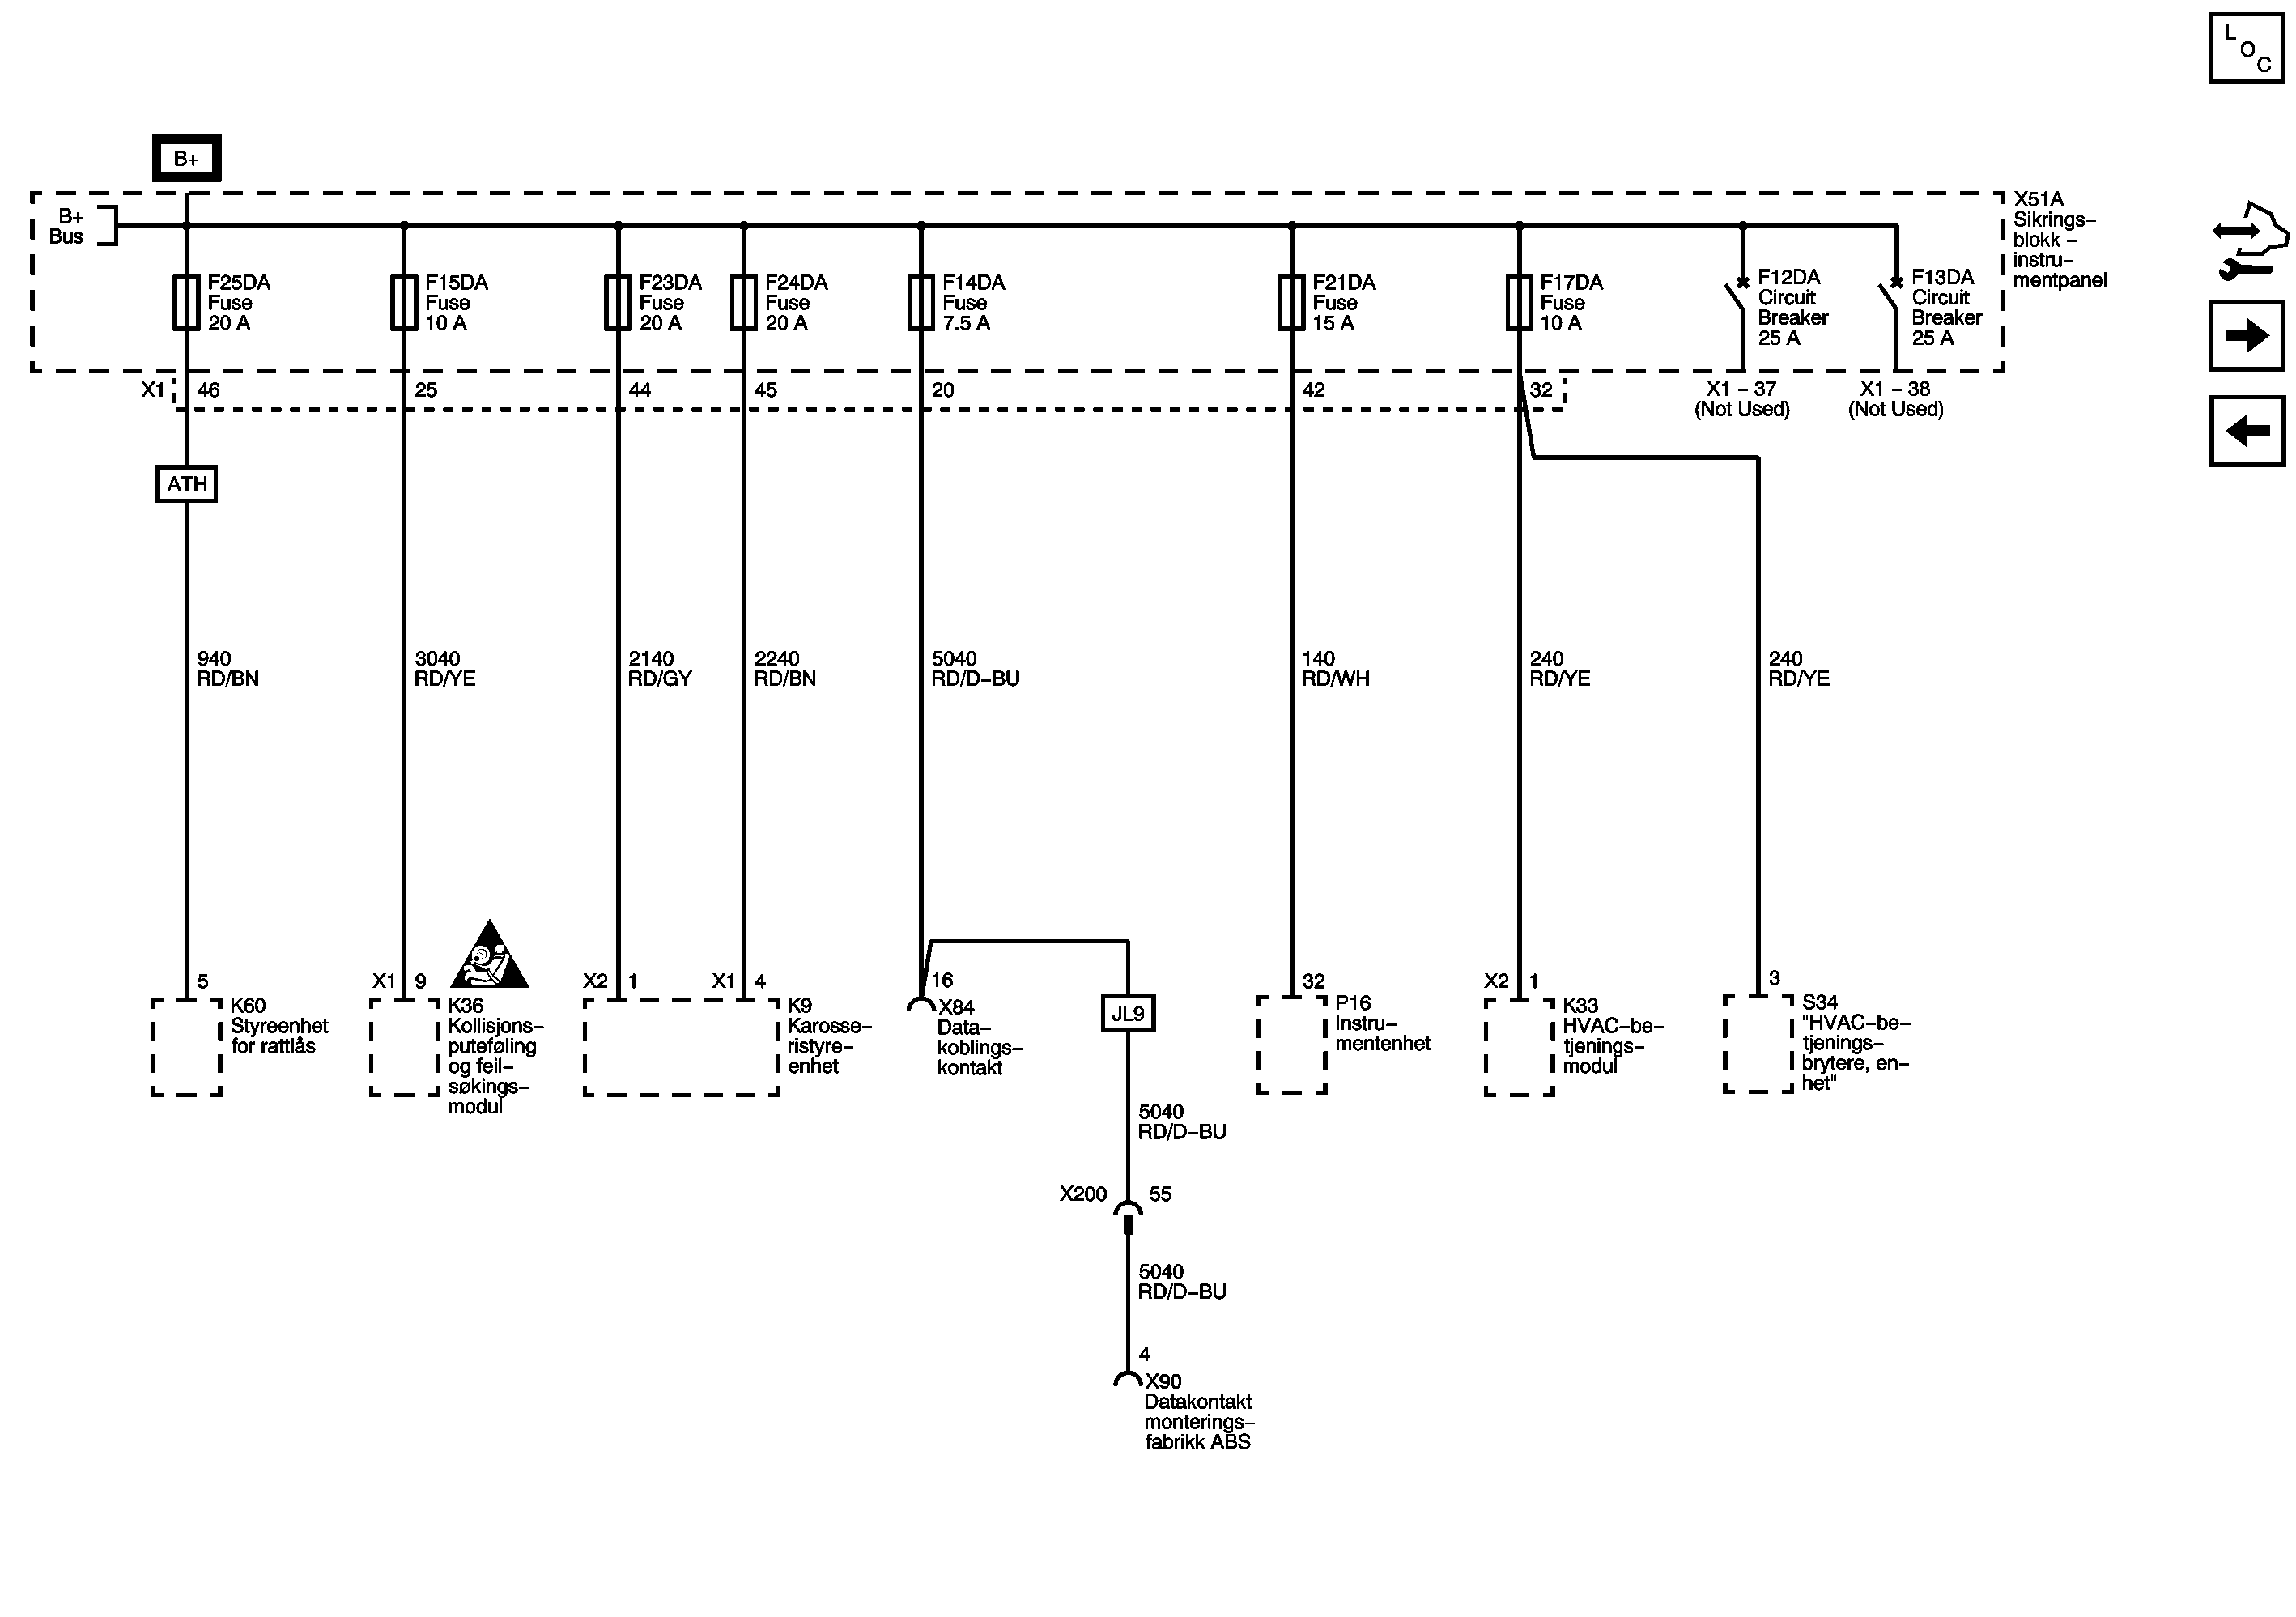 L
O
C
B+
B+
Bus
X51A
Sikrings–
blokk –
instru–
mentpanel
F25DA
Fuse
20 A
F15DA
Fuse
10 A
F23DA
Fuse
20 A
F24DA
Fuse
20 A
F14DA
Fuse
7.5 A
F21DA
Fuse
15 A
F17DA
Fuse
10 A
F12DA
Circuit
Breaker
25 A
F13DA
Circuit
Breaker
25 A
X1
46
25
44
45
20
42
32
X1 – 37
(Not Used)
X1 – 38
(Not Used)
ATH
940
RD/BN
3040
RD/YE
2140
RD/GY
2240
RD/BN
5040
RD/D–BU
140
RD/WH
240
RD/YE
240
RD/YE
5
K60
Styreenhet
for rattlås
X1 9
K36
Kollisjons–
puteføling
og feil–
søkings–
modul
X2 1
X1 4
K9
Karosse–
ristyre–
enhet
16
X84
Data–
koblings–
kontakt
JL9
32
P16
Instru–
mentenhet
X2 1
K33
HVAC–be–
tjenings–
modul
3
S34
"HVAC–be–
tjenings–
brytere, en–
het"
5040
RD/D–BU
X200 55
5040
RD/D–BU
4
X90
Datakontakt
monterings–
fabrikk ABS